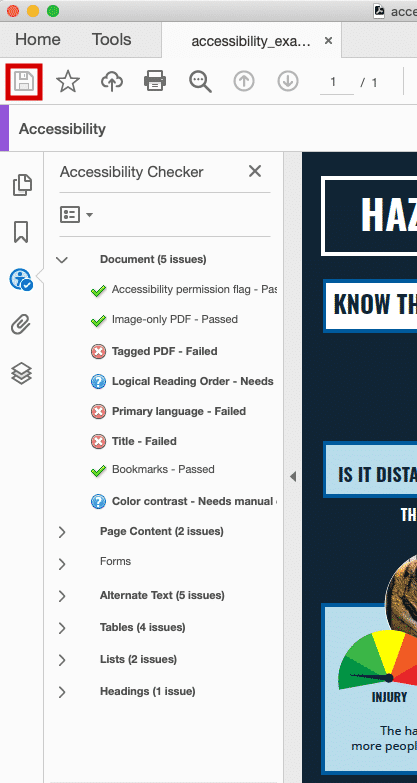 acce
Home Tools accessibility_exa... ×
1 / 1
Accessibility
Accessibility Checker
Document (5 issues)
Accessibility permission flag - Pas
Image-only PDF - Passed
Tagged PDF - Failed
Logical Reading Order - Needs
Primary language - Failed
Title - Failed
Bookmarks - Passed
Color contrast - Needs manual
Page Content (2 issues)
Forms
Alternate Text (5 issues)
Tables (4 issues)
Lists (2 issues)
Headings (1 issue)
HAZ
KNOW TH
IS IT DISTA
TH
INJURY
The ha
more people